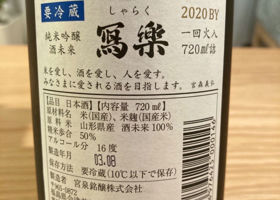 要冷蔵
しゃらく
2020BY
純米吟醸
酒未来
寫樂
一回火入
720㎖詰
米を愛し、酒を愛し、人を愛す。
みなさまに愛される酒を目指します。
宮森義弘
【品目】日本酒【内容量】720㎖
原材料名 米(国産)、米麹(国産米)
原料米 山形県産 酒未来100%
精米歩合 50%
アルコール分 16度
製造年月 03.08
保存方法 要冷蔵(10℃以下で保存)
製造者 宮泉銘醸株式会社
〒965-0872